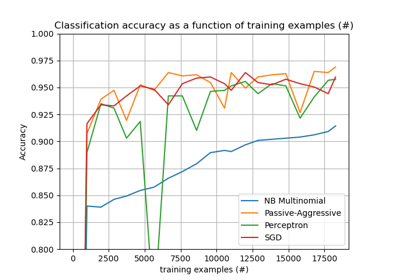 Classification accuracy as a function of training examples (#)
1.000
0.975
0.950
0.925
0.900
0.875
0.850
0.825
0.800
Accuracy
0
2500
5000
7500
10000
12500
15000
17500
training examples (#)
NB Multinomial
Passive-Aggressive
Perceptron
SGD